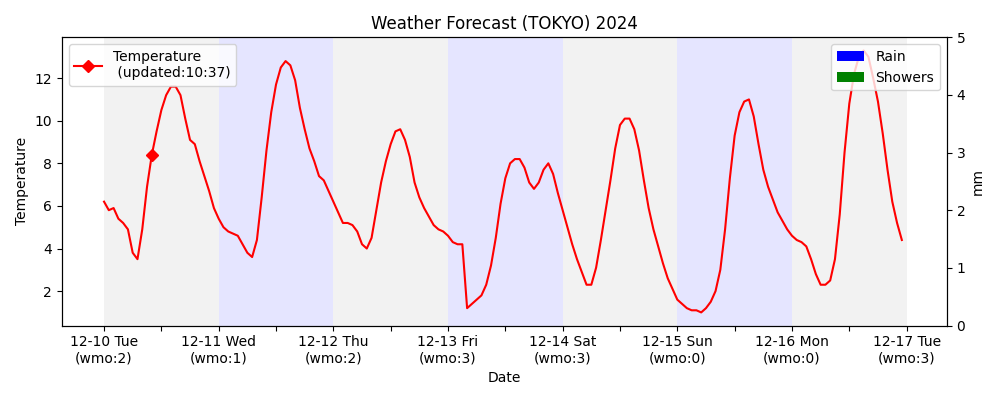 Weather Forecast (TOKYO) 2024
Temperature
(updated:10:37)
Rain
Showers
Temperature
12
10
8
6
4
2
5
4
3
2
1
0
mm
12-10 Tue
(wmo:2)
12-11 Wed
(wmo:1)
12-12 Thu
(wmo:2)
12-13 Fri
(wmo:3)
12-14 Sat
(wmo:3)
12-15 Sun
(wmo:0)
12-16 Mon
(wmo:0)
12-17 Tue
(wmo:3)
Date